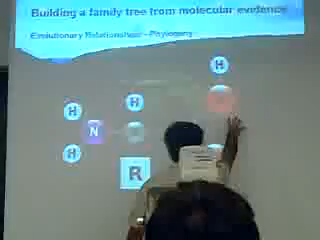 Building a family tree from molecular evidence
Evolutionary Relationships - Phylogeny
H
H
H
N
H
R